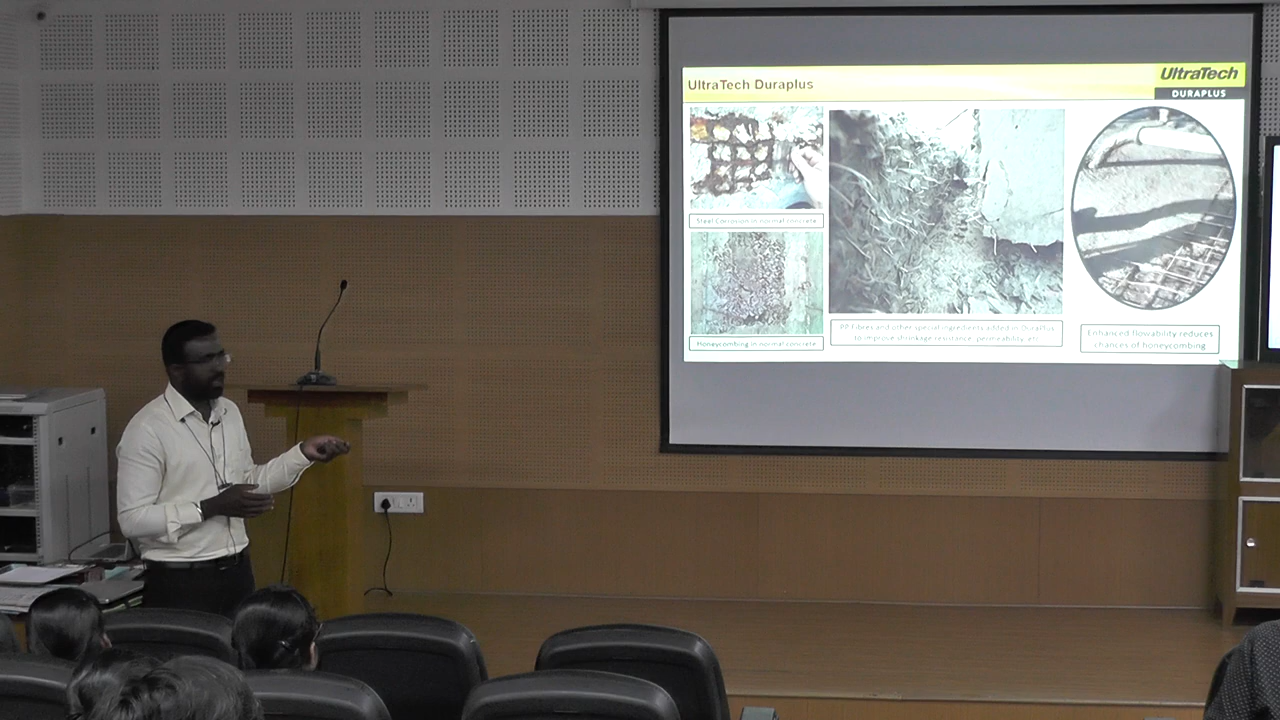 UltraTech Duraplus
UltraTech
DURAPLUS
Steel Corrosion in normal concrete
Honeycombing in normal concrete
PP Fibres and other special ingredients added in DuraPlus
to improve shrinkage resistance, permeability, etc.
Enhanced flowability reduces
chances of honeycombing